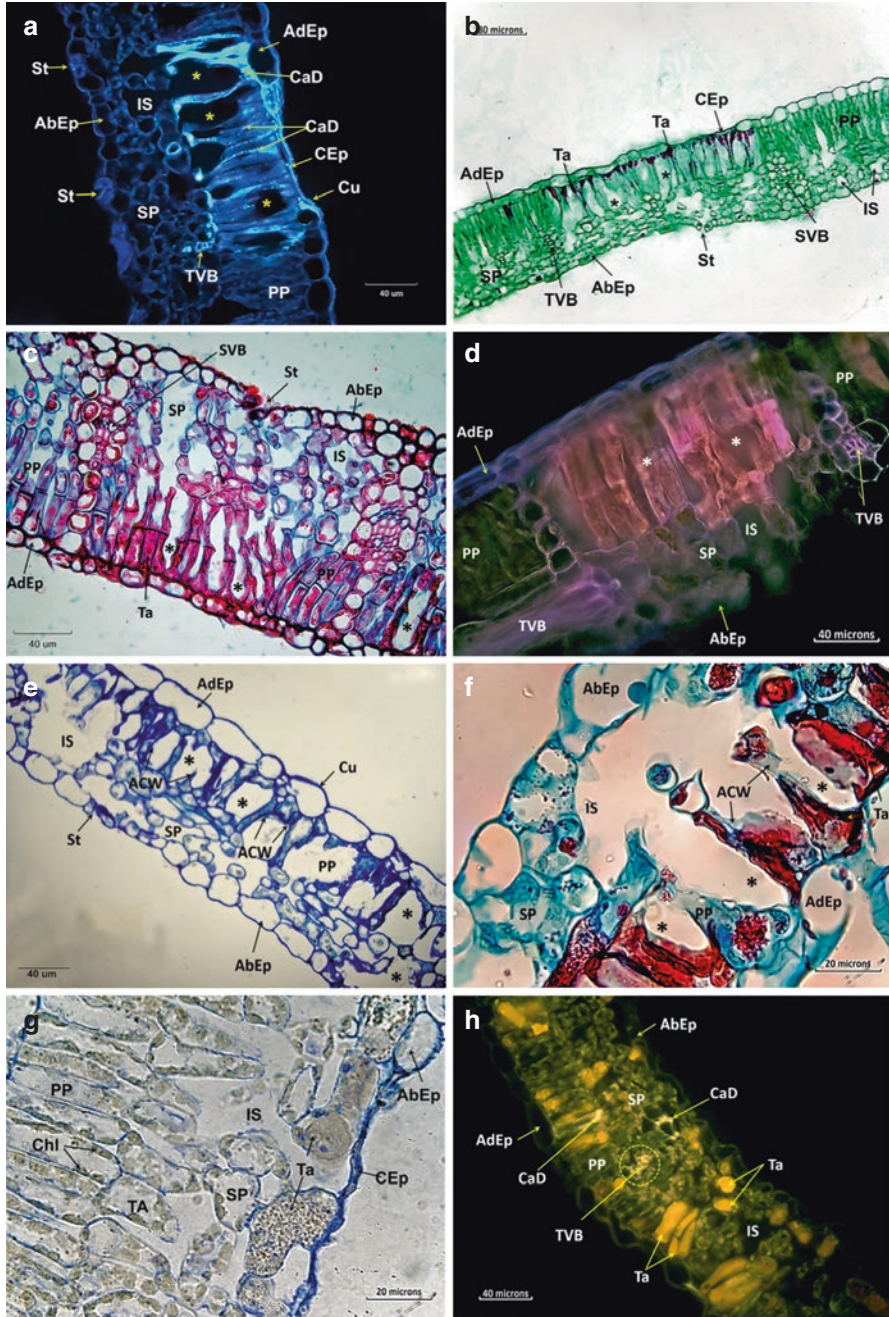 a
AdEp
St
CaD
*
IS
AbEp
*
CaD
CEp
St
Cu
SP
*
TVB
PP
40 um
b
CEp
PP
Ta
Ta
AdEp
*
*
IS
SVB
St
SP
TVB
AbEp
c
SVB
St
AbEp
SP
IS
PP
AdEp
*
PP
Ta
*
*
40 um
d
PP
AdEp
*
*
TVB
IS
PP
SP
TVB
AbEp
40 microns
e
AdEp
IS
*
Cu
ACW
*
St
SP
ACW
PP
*
AbEp
40 um
*
f
AbEp
ACW
*
IS
Ta
*
AdEp
SP
PP
*
20 microns
g
AbEp
PP
IS
Chl
Ta
CEp
TA
SP
20 microns
h
AbEp
SP
CaD
AdEp
CaD
PP
Ta
TVB
IS
Ta
40 microns